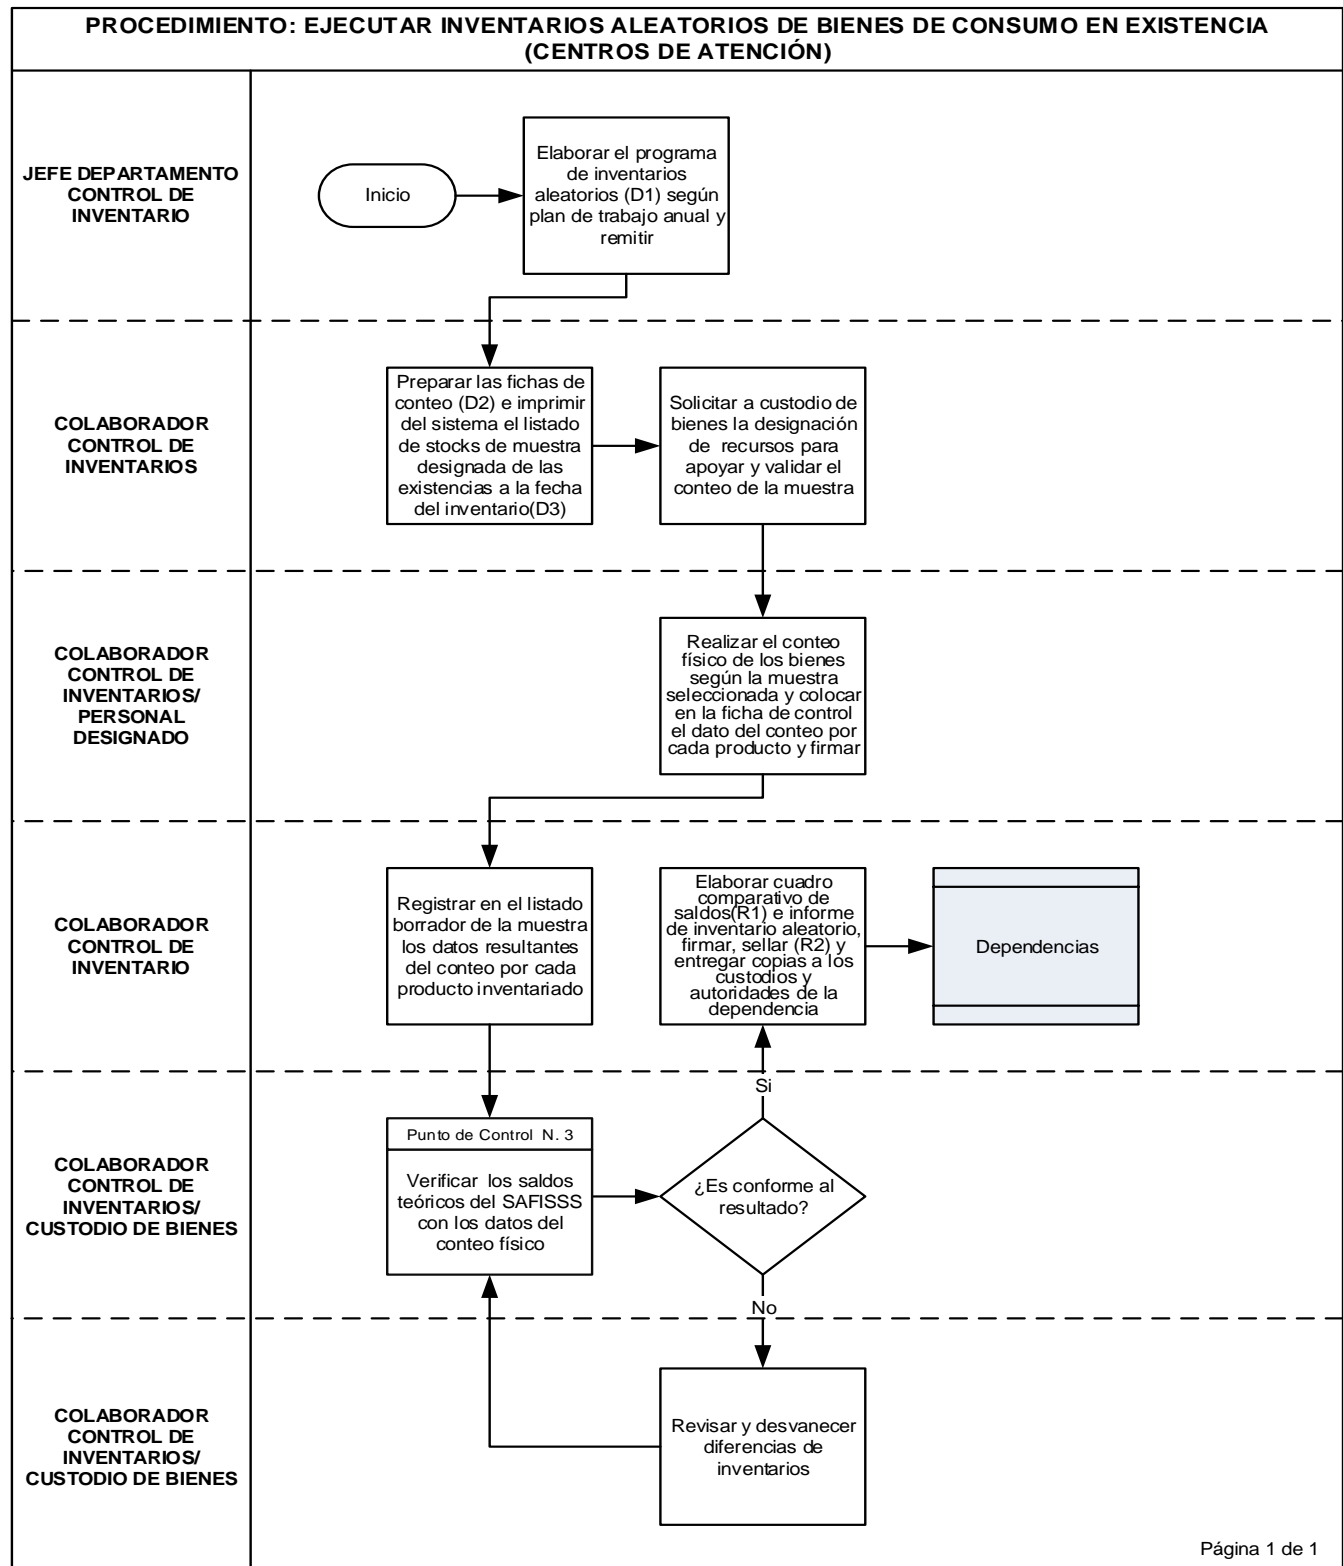 PROCEDIMIENTO: EJECUTAR INVENTARIOS ALEATORIOS DE BIENES DE CONSUMO EN EXISTENCIA
(CENTROS DE ATENCIÓN)
JEFE DEPARTAMENTO
CONTROL DE
INVENTARIO
Inicio
Elaborar el programa
de inventarios
aleatorios (D1) según
plan de trabajo anual y
remitir
COLABORADOR
CONTROL DE
INVENTARIOS
Preparar las fichas de
conteo (D2) e imprimir
del sistema el listado
de stocks de muestra
designada de las
existencias a la fecha
del inventario(D3)
Solicitar a custodio de
bienes la designación
de recursos para
apoyar y validar el
conteo de la muestra
COLABORADOR
CONTROL DE
INVENTARIOS/
PERSONAL
DESIGNADO
Realizar el conteo
físico de los bienes
según la muestra
seleccionada y colocar
en la ficha de control
el dato del conteo por
cada producto y firmar
COLABORADOR
CONTROL DE
INVENTARIO
Registrar en el listado
borrador de la muestra
los datos resultantes
del conteo por cada
producto inventariado
Elaborar cuadro
comparativo de
saldos(R1) e informe
de inventario aleatorio,
firmar, sellar (R2) y
entregar copias a los
custodios y
autoridades de la
dependencia
Dependencias
Si
COLABORADOR
CONTROL DE
INVENTARIOS/
CUSTODIO DE BIENES
Punto de Control N. 3
Verificar los saldos
teóricos del SAFISSS
con los datos del
conteo físico
¿Es conforme al
resultado?
No
COLABORADOR
CONTROL DE
INVENTARIOS/
CUSTODIO DE BIENES
Revisar y desvanecer
diferencias de
inventarios
Página 1 de 1